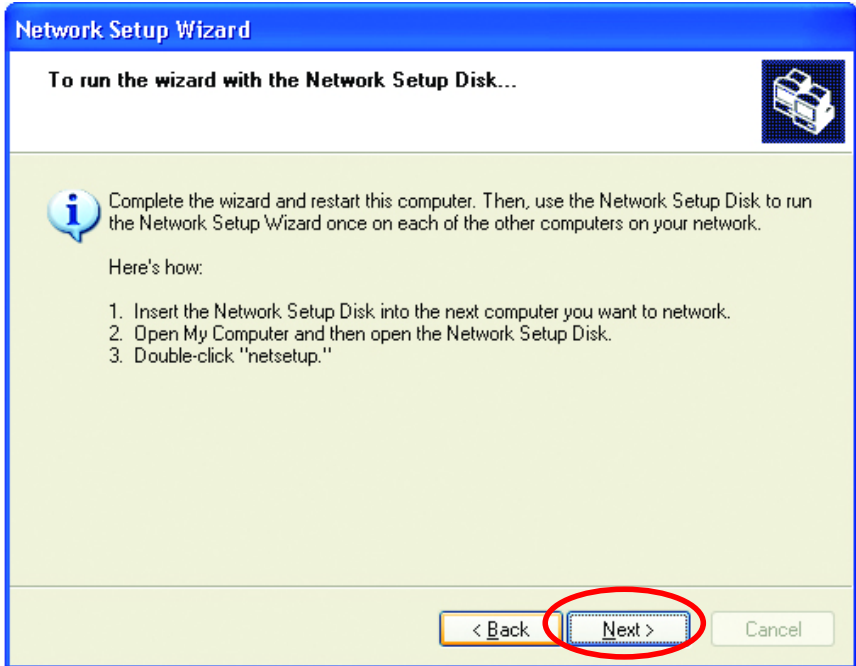 Network Setup Wizard
To run the wizard with the Network Setup Disk...
Complete the wizard and restart this computer. Then, use the Network Setup Disk to run
the Network Setup Wizard once on each of the other computers on your network.
Here's how:
1. Insert the Network Setup Disk into the next computer you want to network.
2. Open My Computer and then open the Network Setup Disk.
3. Double-click "netsetup."
< Back
Next >
Cancel